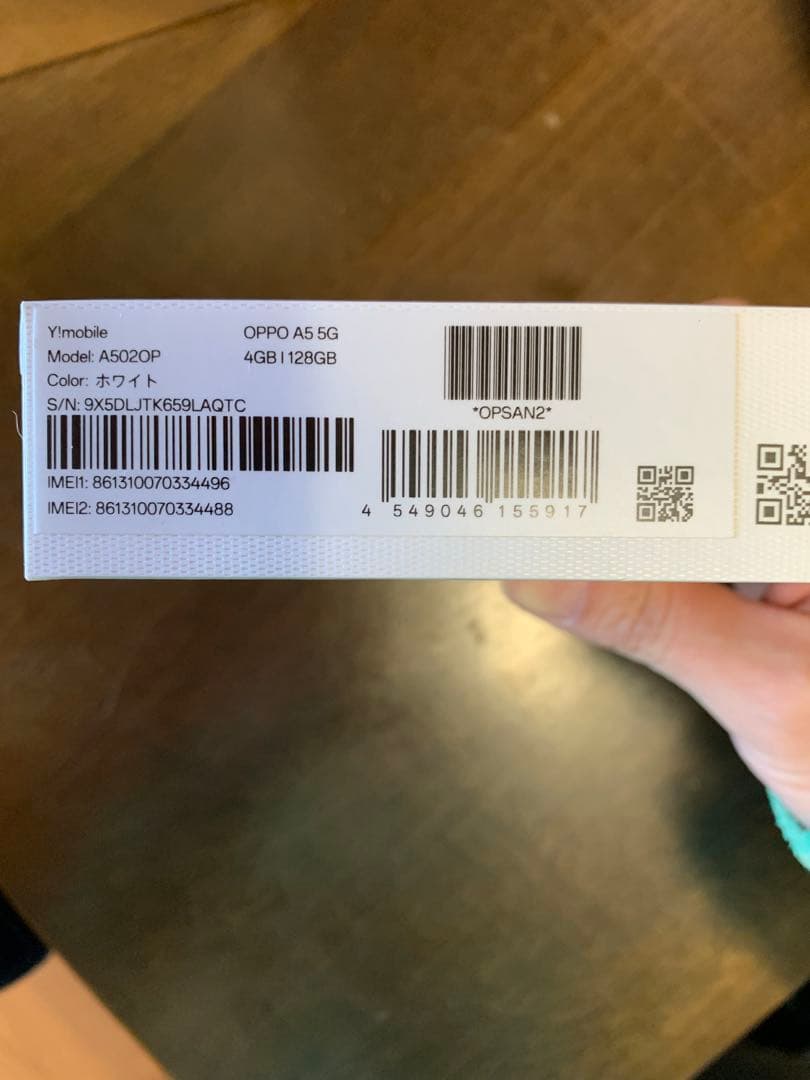 Y!mobile OPPO A5 5G
Model: A502OP 4GB | 128GB
Color: ホワイト
S/N: 9X5DLJTK659LAQTC
IMEI1: 861310070334496
IMEI2: 861310070334488
*OPSAN2*
4 549046 155917